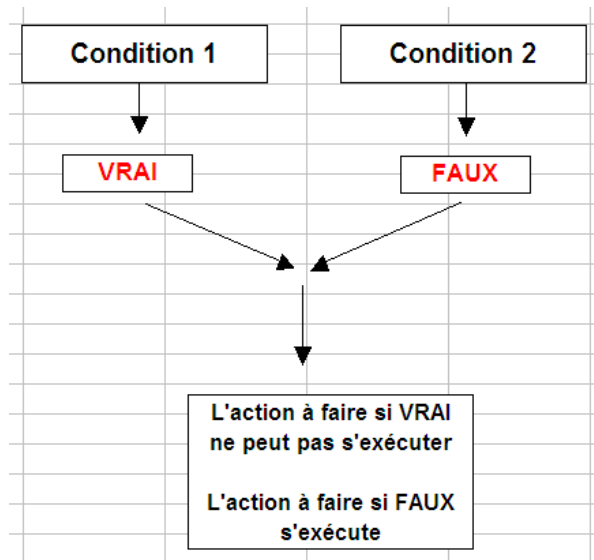 Condition 1
Condition 2
VRAI
FAUX
L'action à faire si VRAI
ne peut pas s'exécuter
L'action à faire si FAUX
s'exécute